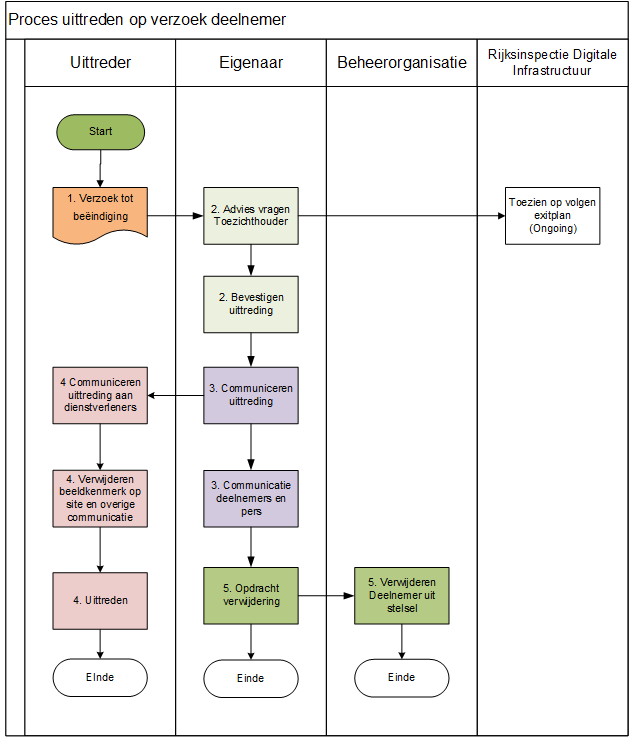 Proces uittreden op verzoek deelnemer
Uittreder
Eigenaar
Beheerorganisatie
Rijksinspectie Digitale
Infrastructuur
Start
1. Verzoek tot
beëindiging
2. Advies vragen
Toezichthouder
Toezien op volgen
exitplan
(Ongoing)
2. Bevestigen
uittreding
4 Communiceren
uittreding aan
dienstverleners
3. Communiceren
uittreding
4. Verwijderen
beeldkenmerk op
site en overige
communicatie
3. Communicatie
deelnemers en
pers
4. Uittreden
5. Opdracht
verwijdering
5. Verwijderen
Deelnemer uit
stelsel
EInde
Einde
Einde